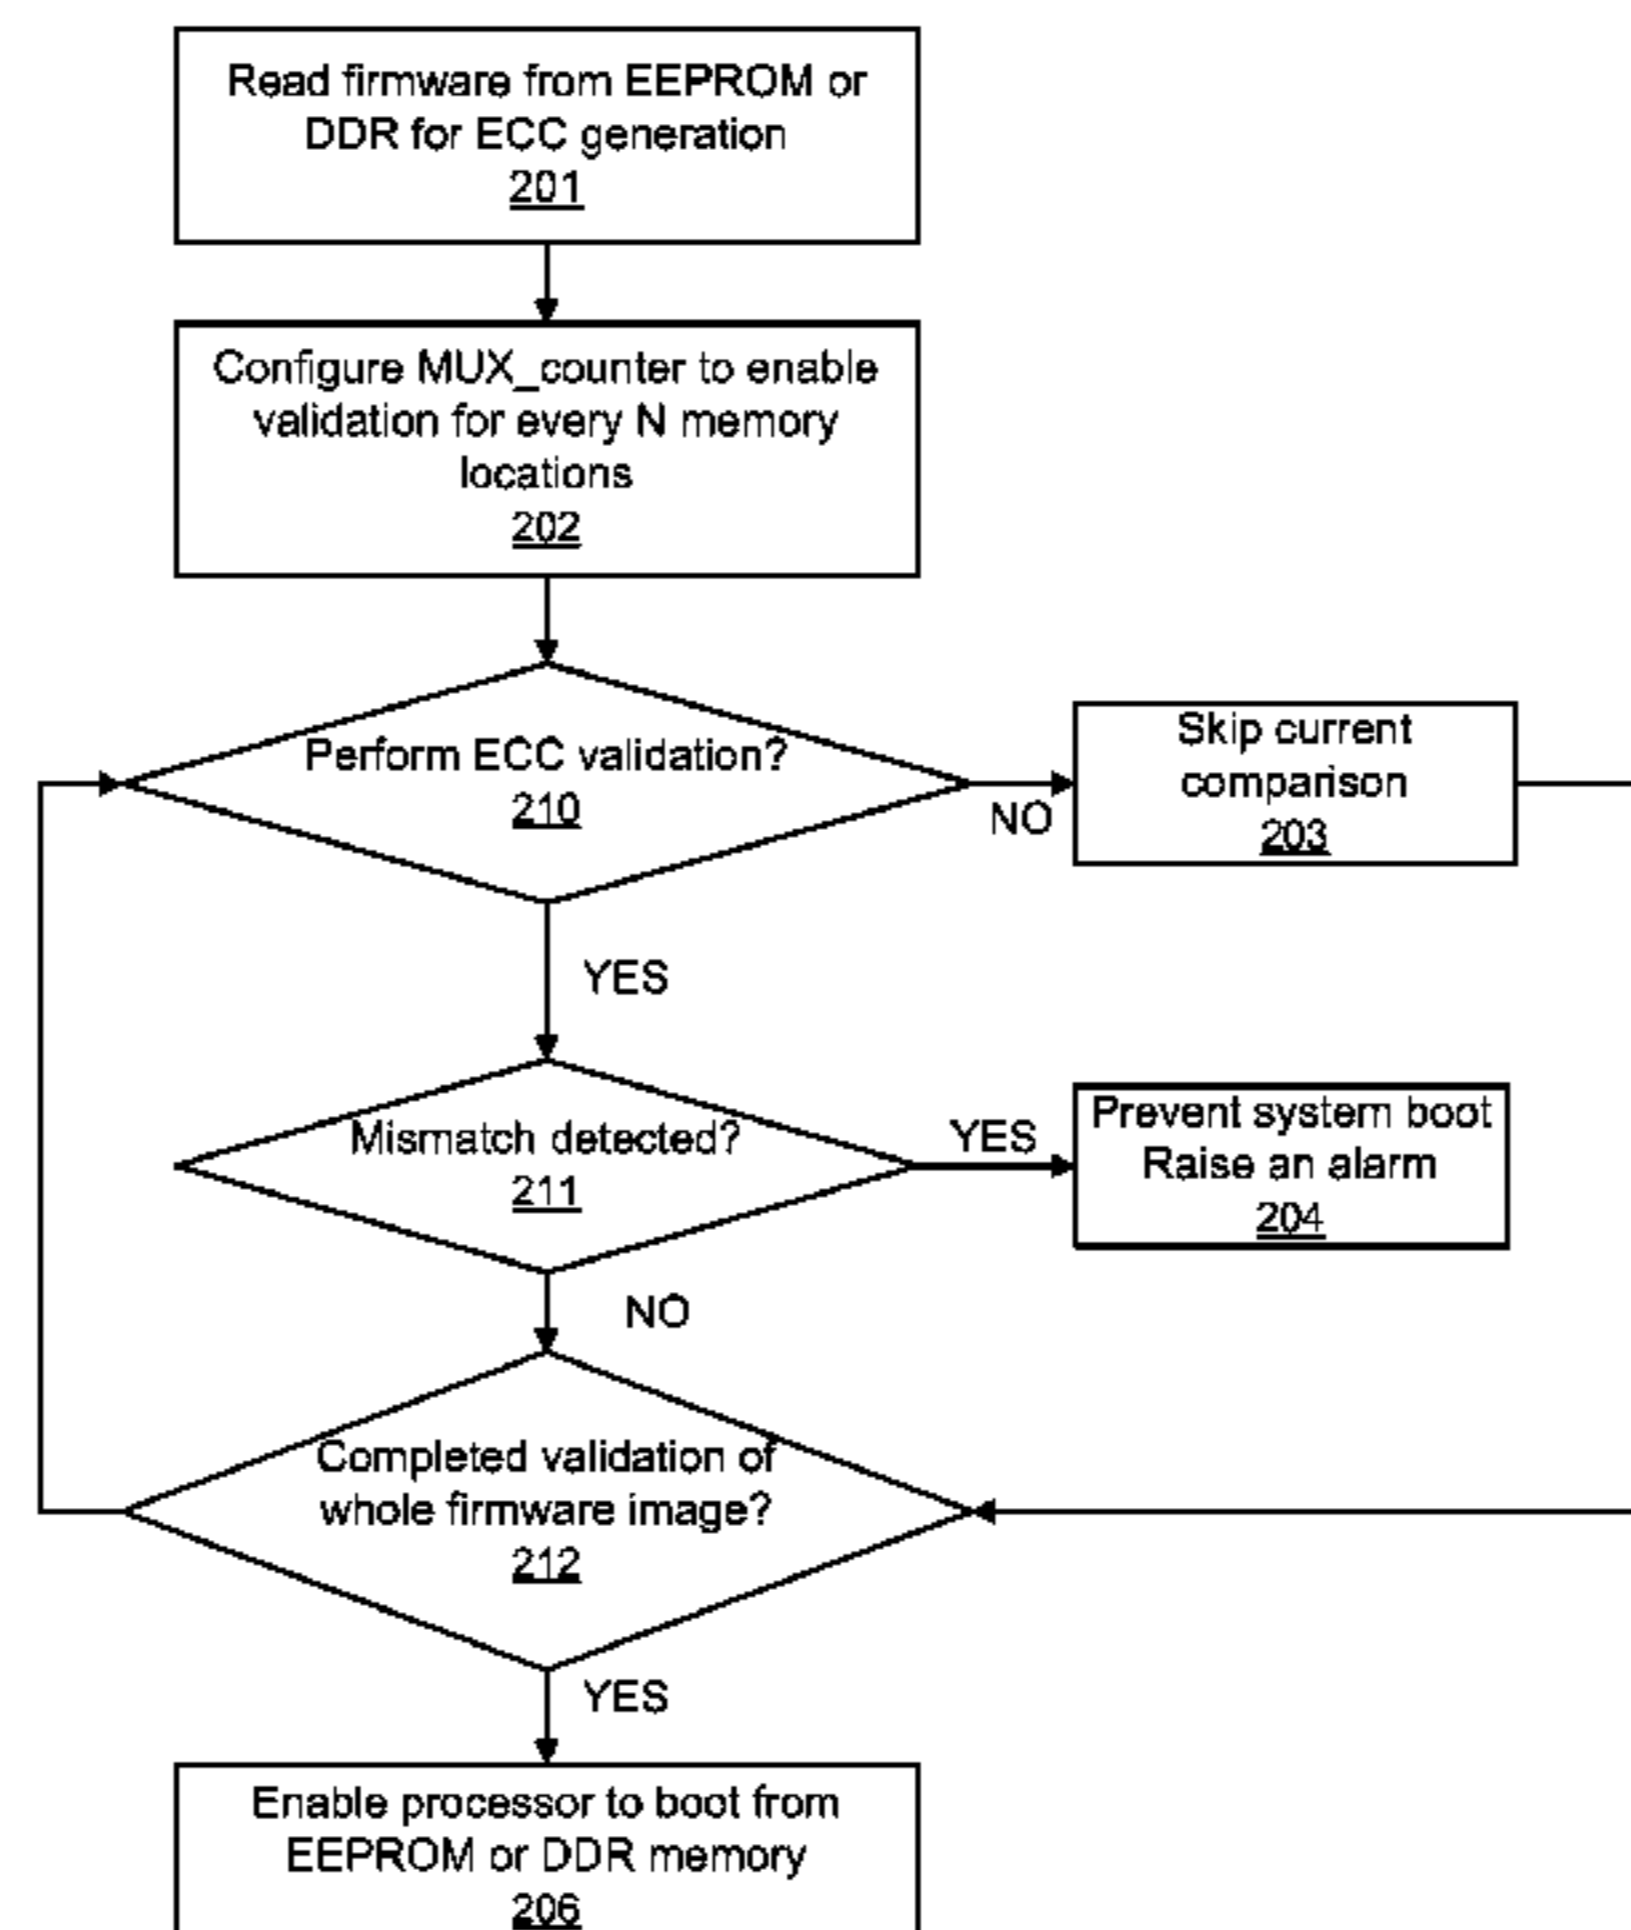 Read firmware from EEPROM or
DDR for ECC generation
201
Configure MUX_counter to enable
validation for every N memory
locations
202
Perform ECC validation?
210
NO
Skip current
comparison
203
YES
Mismatch detected?
211
YES
Prevent system boot
Raise an alarm
204
NO
Completed validation of
whole firmware image?
212
YES
Enable processor to boot from
EEPROM or DDR memory
206